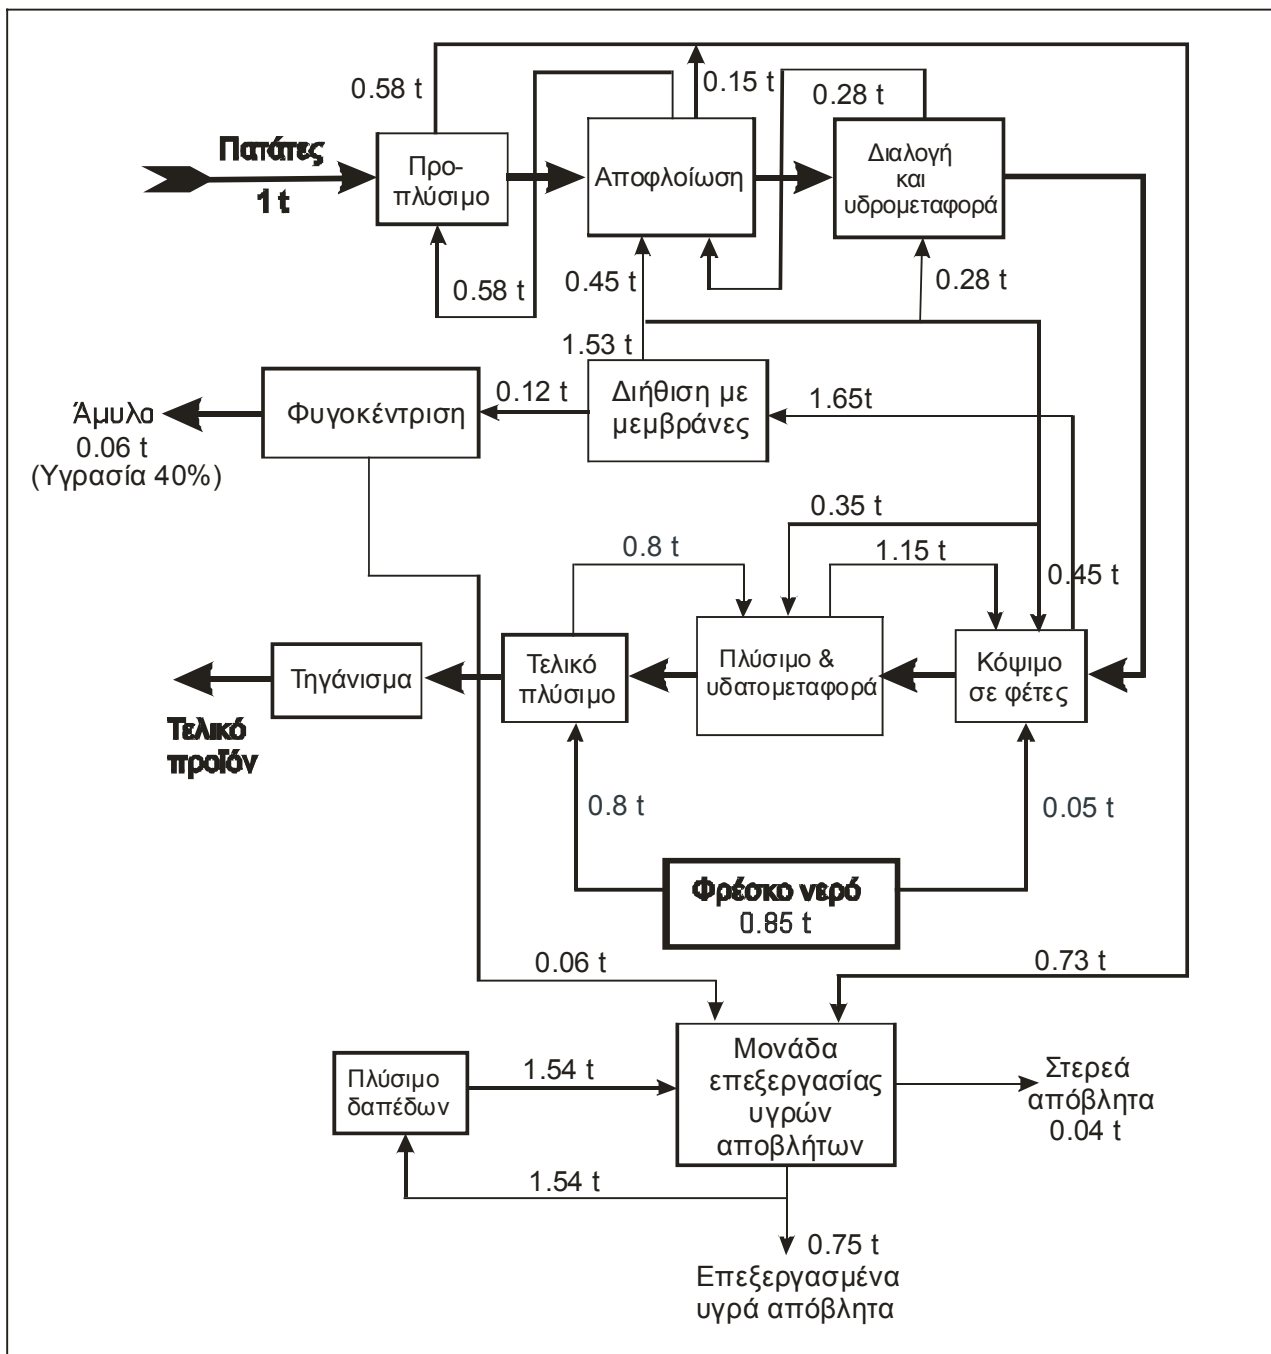 0.58 t
0.15 t
0.28 t
Πατάτες
1 t
Προ-
πλύσιμο
Αποφλοίωση
Διαλογή
και
υδρομεταφορά
0.58 t
0.45 t
0.28 t
1.53 t
0.12 t
1.65t
Άμυλο
0.06 t
(Υγρασία 40%)
Φυγοκέντριση
Διήθιση με
μεμβράνες
0.35 t
0.8 t
1.15 t
0.45 t
Τηγάνισμα
Τελικό
πλύσιμο
Πλύσιμο &
υδατομεταφορά
Κόψιμο
σε φέτες
Τελικό
προϊόν
0.8 t
0.05 t
Φρέσκο νερό
0.85 t
0.06 t
0.73 t
Πλύσιμο
δαπέδων
1.54 t
Μονάδα
επεξεργασίας
υγρών
αποβλήτων
Στερεά
απόβλητα
0.04 t
1.54 t
0.75 t
Επεξεργασμένα
υγρά απόβλητα